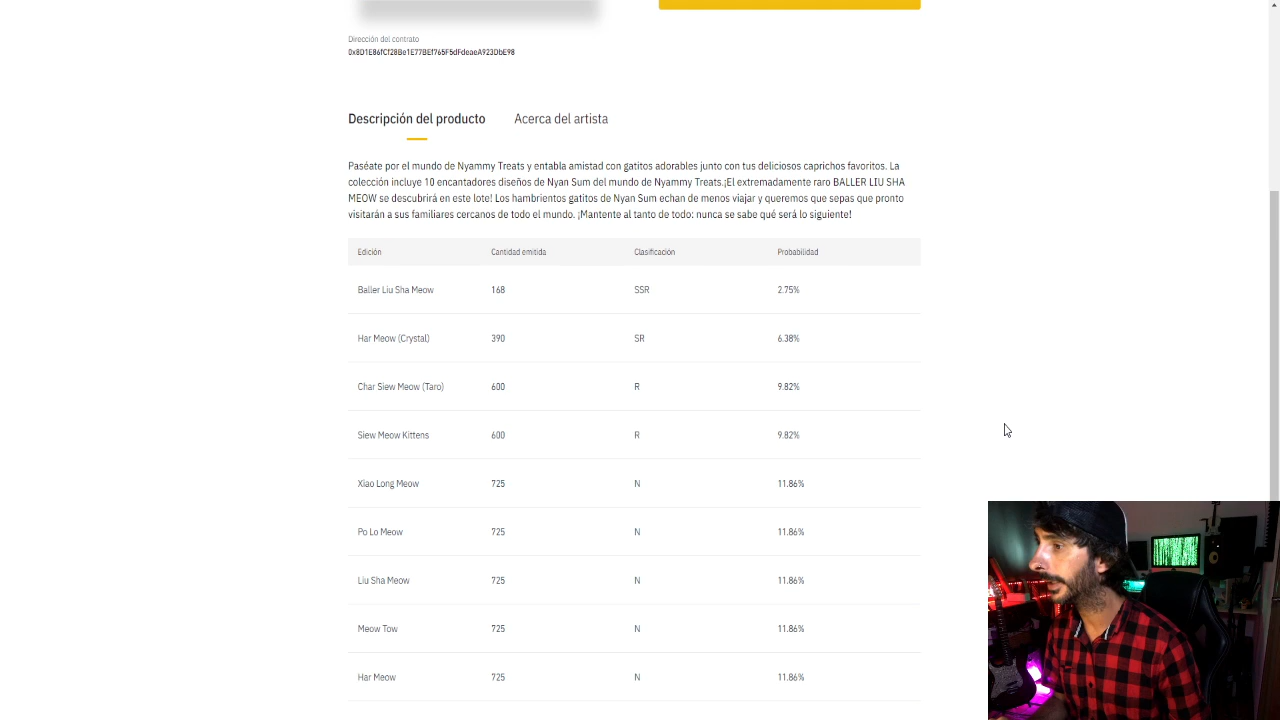 Dirección del contrato
0x8D1E86fCf28Be1E77BEf765F5dFdeaeA923DbE98
Descripción del producto Acerca del artista
Paséate por el mundo de Nyammy Treats y entabla amistad con gatitos adorables junto con tus deliciosos caprichos favoritos. La
colección incluye 10 encantadores diseños de Nyan Sum del mundo de Nyammy Treats.¡El extremadamente raro BALLER LIU SHA
MEOW se descubrirá en este lote! Los hambrientos gatitos de Nyan Sum echan de menos viajar y queremos que sepas que pronto
visitarán a sus familiares cercanos de todo el mundo. ¡Mantente al tanto de todo: nunca se sabe qué será lo siguiente!
Edición Cantidad emitida Clasificación Probabilidad
Baller Liu Sha Meow 168 SSR 2.75%
Har Meow (Crystal) 390 SR 6.38%
Char Siew Meow (Taro) 600 R 9.82%
Siew Meow Kittens 600 R 9.82%
Xiao Long Meow 725 N 11.86%
Po Lo Meow 725 N 11.86%
Liu Sha Meow 725 N 11.86%
Meow Tow 725 N 11.86%
Har Meow 725 N 11.86%